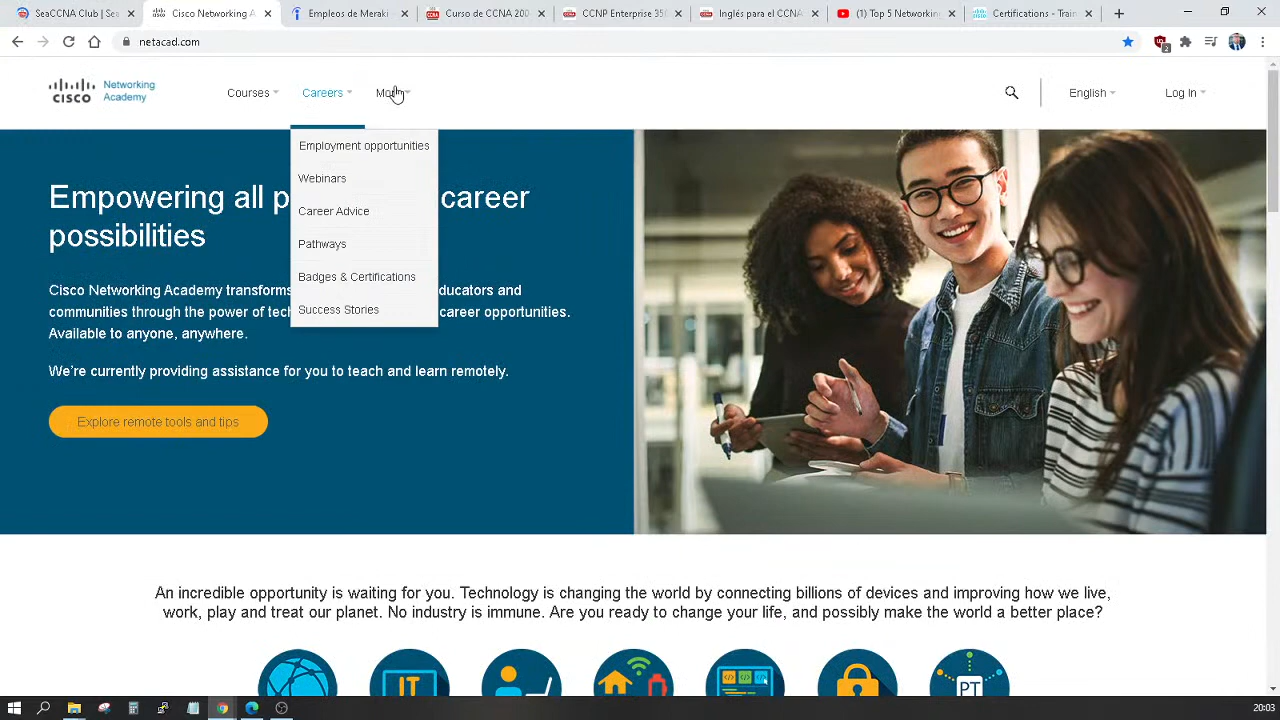 SeaCCNA Club | Sea
Cisco Networking A
Empleos de Meraki
Curso de CCNA 200
CCNP Enterprise 350
Inglés para el CCNA
(1) Top 5 Networking
Certifications - Train
netacad.com
2
CISCO
Networking
Academy
Courses
Careers
English
Log In
Employment opportunities
Webinars
Career Advice
Pathways
Badges & Certifications
Success Stories
Empowering all p career
possibilities
Cisco Networking Academy transforms ducators and
communities through the power of tec career opportunities.
Available to anyone, anywhere.
We're currently providing assistance for you to teach and learn remotely.
Explore remote tools and tips
An incredible opportunity is waiting for you. Technology is changing the world by connecting billions of devices and improving how we live,
work, play and treat our planet. No industry is immune. Are you ready to change your life, and possibly make the world a better place?
IT
PT
20:03